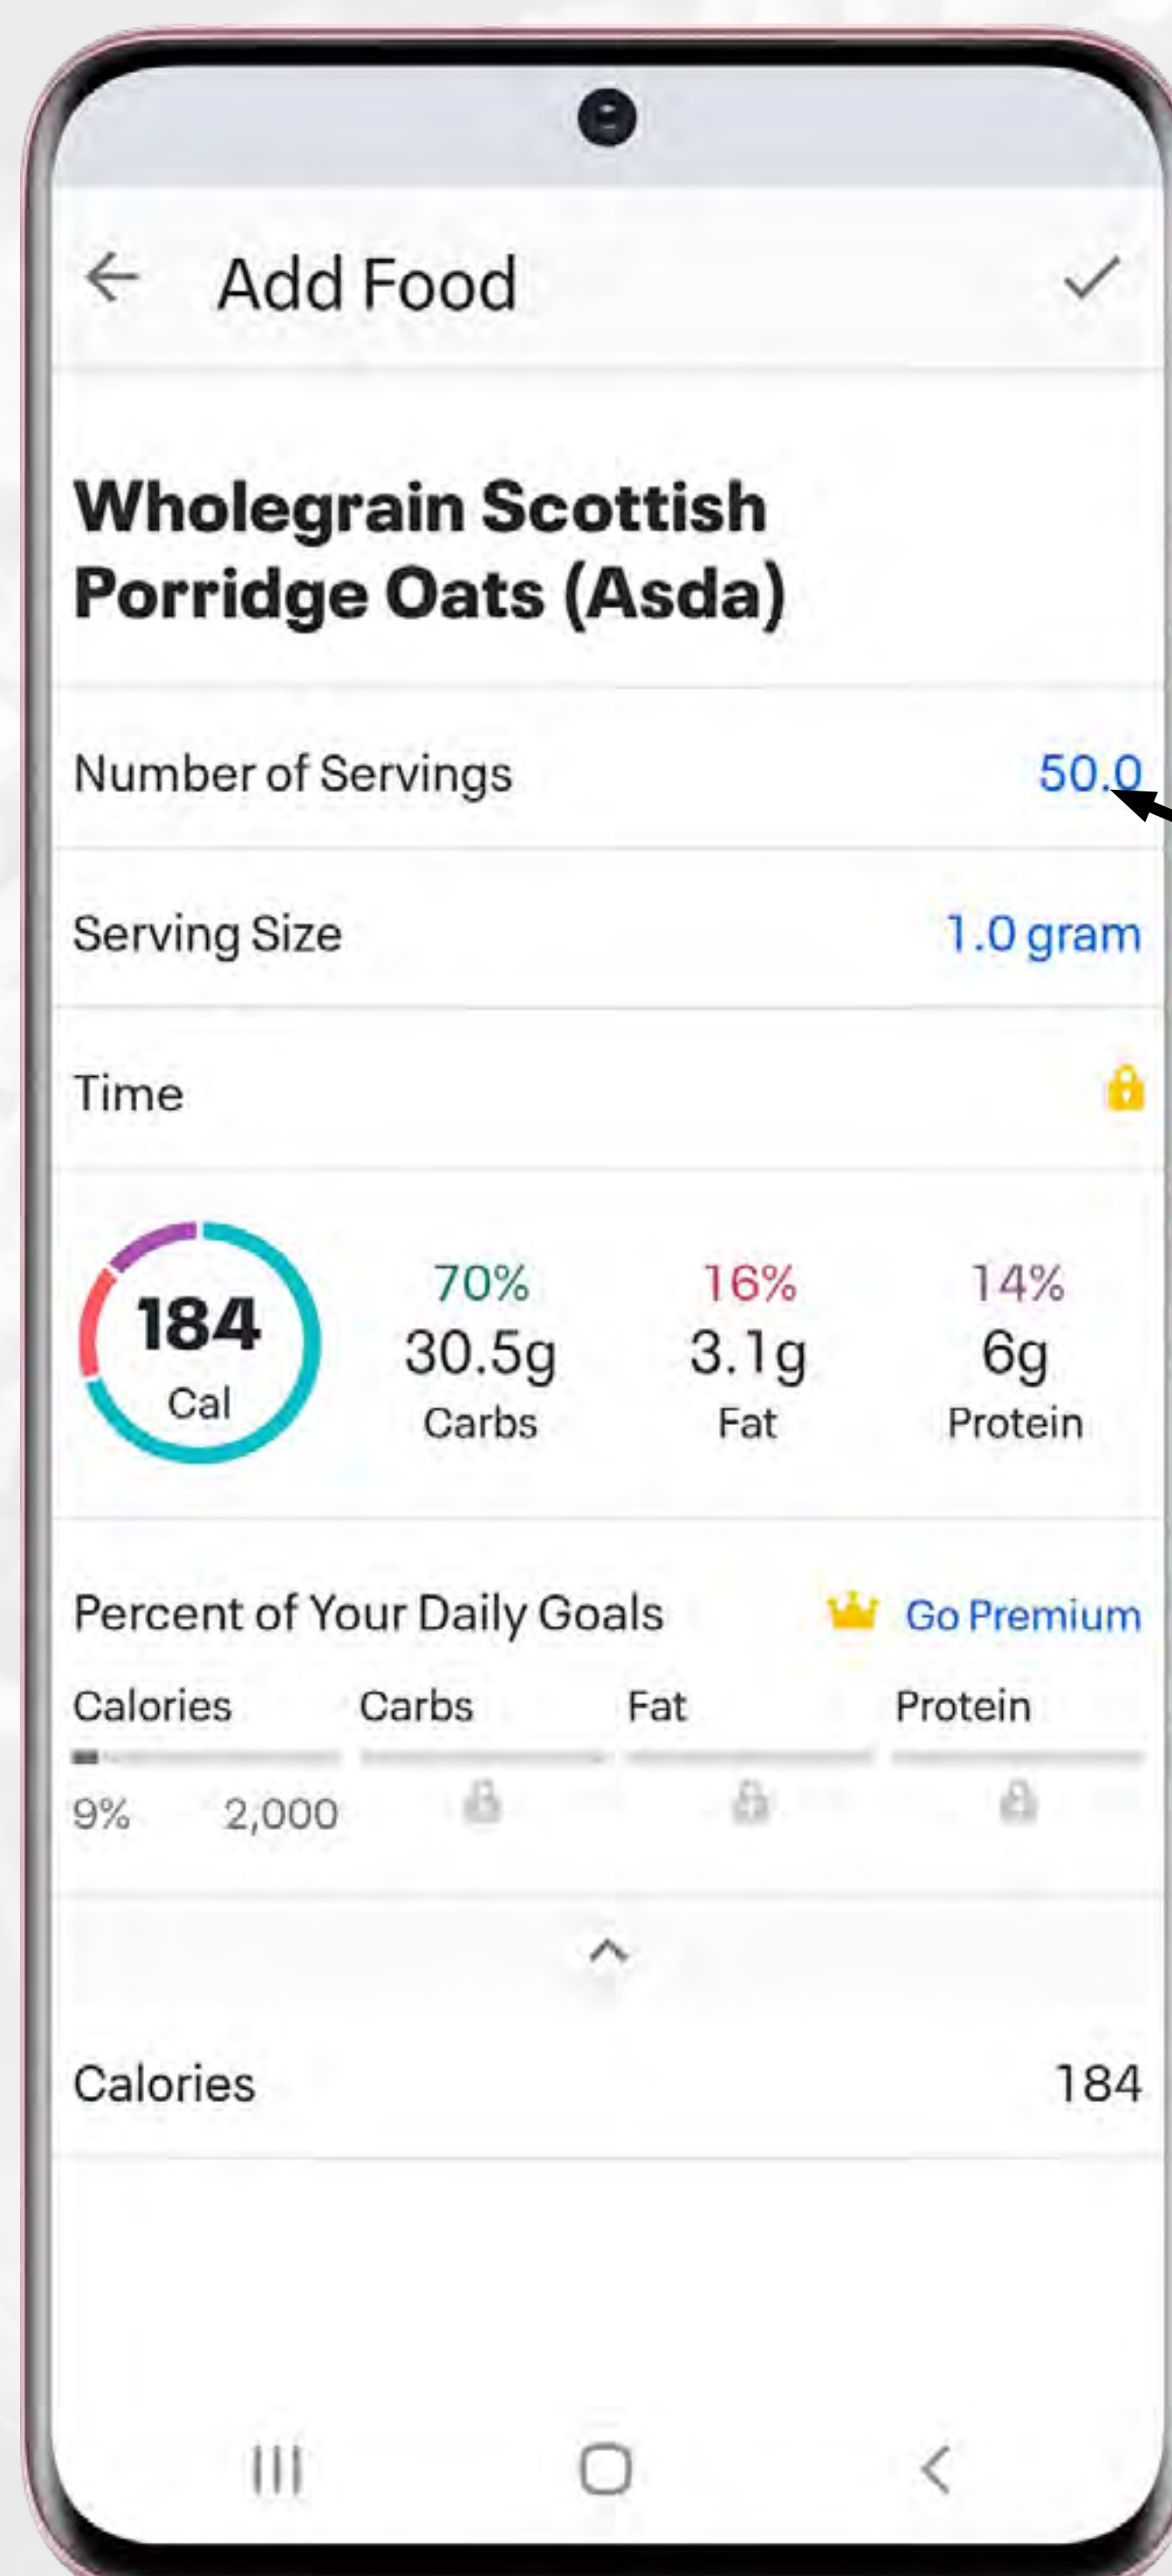 Add Food
Wholegrain Scottish
Porridge Oats (Asda)
Number of Servings 50.0
Serving Size 1.0 gram
Time
184
Cal
70% 16% 14%
30.5g 3.1g 6g
Carbs Fat Protein
Percent of Your Daily Goals Go Premium
Calories Carbs Fat Protein
9% 2,000
Calories 184